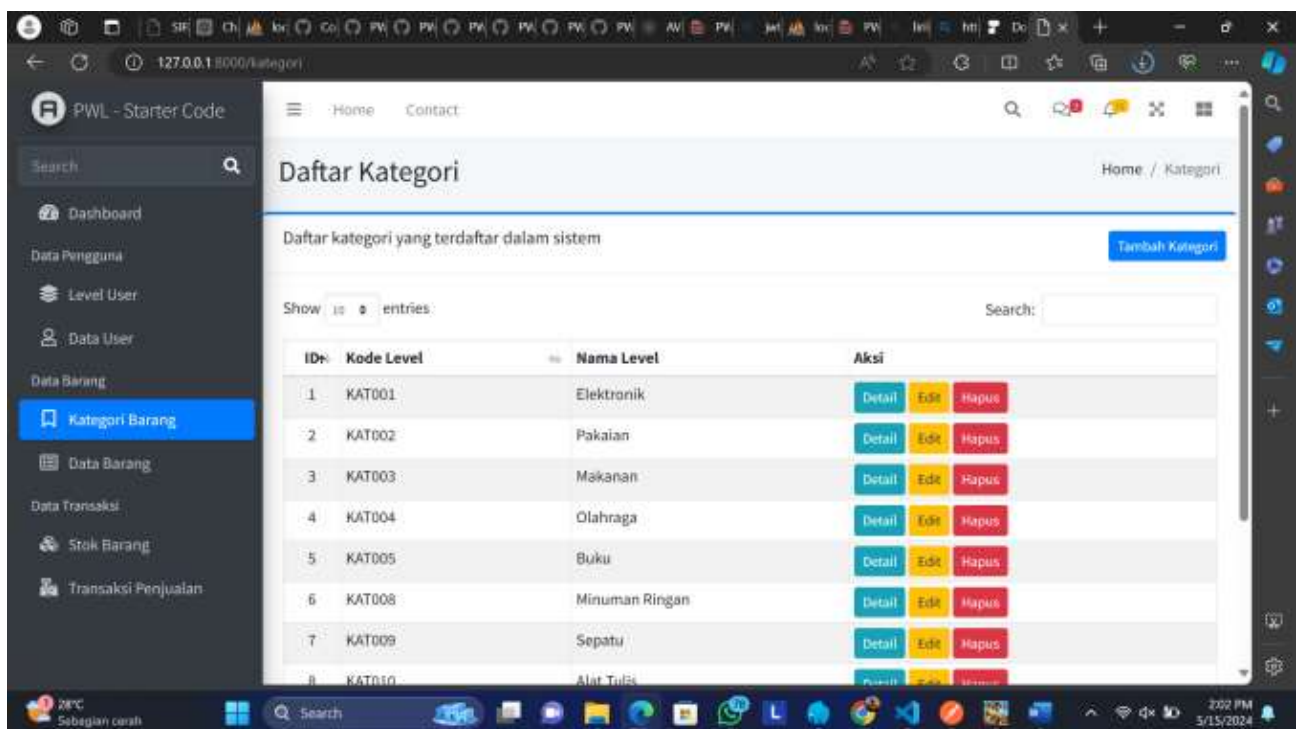 127.0.0.1:8000/kategori
PWL - Starter Code
Home Contact
Search
Daftar Kategori
Home / Kategori
Dashboard
Daftar kategori yang terdaftar dalam sistem
Tambah Kategori
Data Pengguna
Level User
Show 10 entries
Search:
Data User
ID Kode Level Nama Level Aksi
Data Barang
1 KAT001 Elektronik Detail Edit Hapus
Kategori Barang
2 KAT002 Pakaian Detail Edit Hapus
Data Barang
3 KAT003 Makanan Detail Edit Hapus
Data Transaksi
4 KAT004 Olahraga Detail Edit Hapus
Stok Barang
5 KAT005 Buku Detail Edit Hapus
Transaksi Penjualan
6 KAT008 Minuman Ringan Detail Edit Hapus
7 KAT009 Sepatu Detail Edit Hapus
8 KAT010 Alat Tulis Detail Edit Hapus
28°C
Sebagian cerah
Search
2:02 PM
5/15/2024